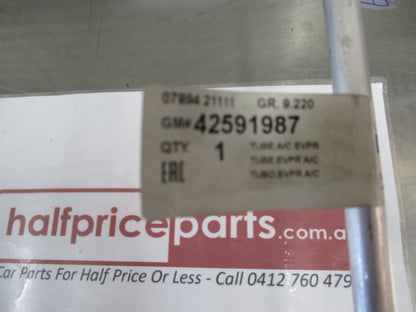 07894 21111 GR. 9.220
GM# 42591987
QTY. 1 TUBE,A/C EVPR
TUBE,EVPR A/C
EAC TUBO,EVPR A/C
halfpriceparts.com.a
Car Parts For Half Price Or Less - Call 0412 760 479